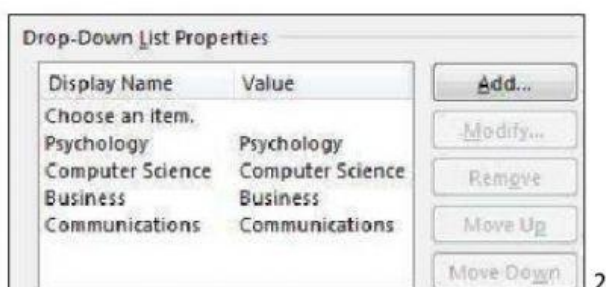 Drop-Down List Properties
Display Name Value Add...
Choose an item.
Psychology Psychology Modify...
Computer Science Computer Science Remove
Business Business
Communications Communications Move Up
Move Down 2